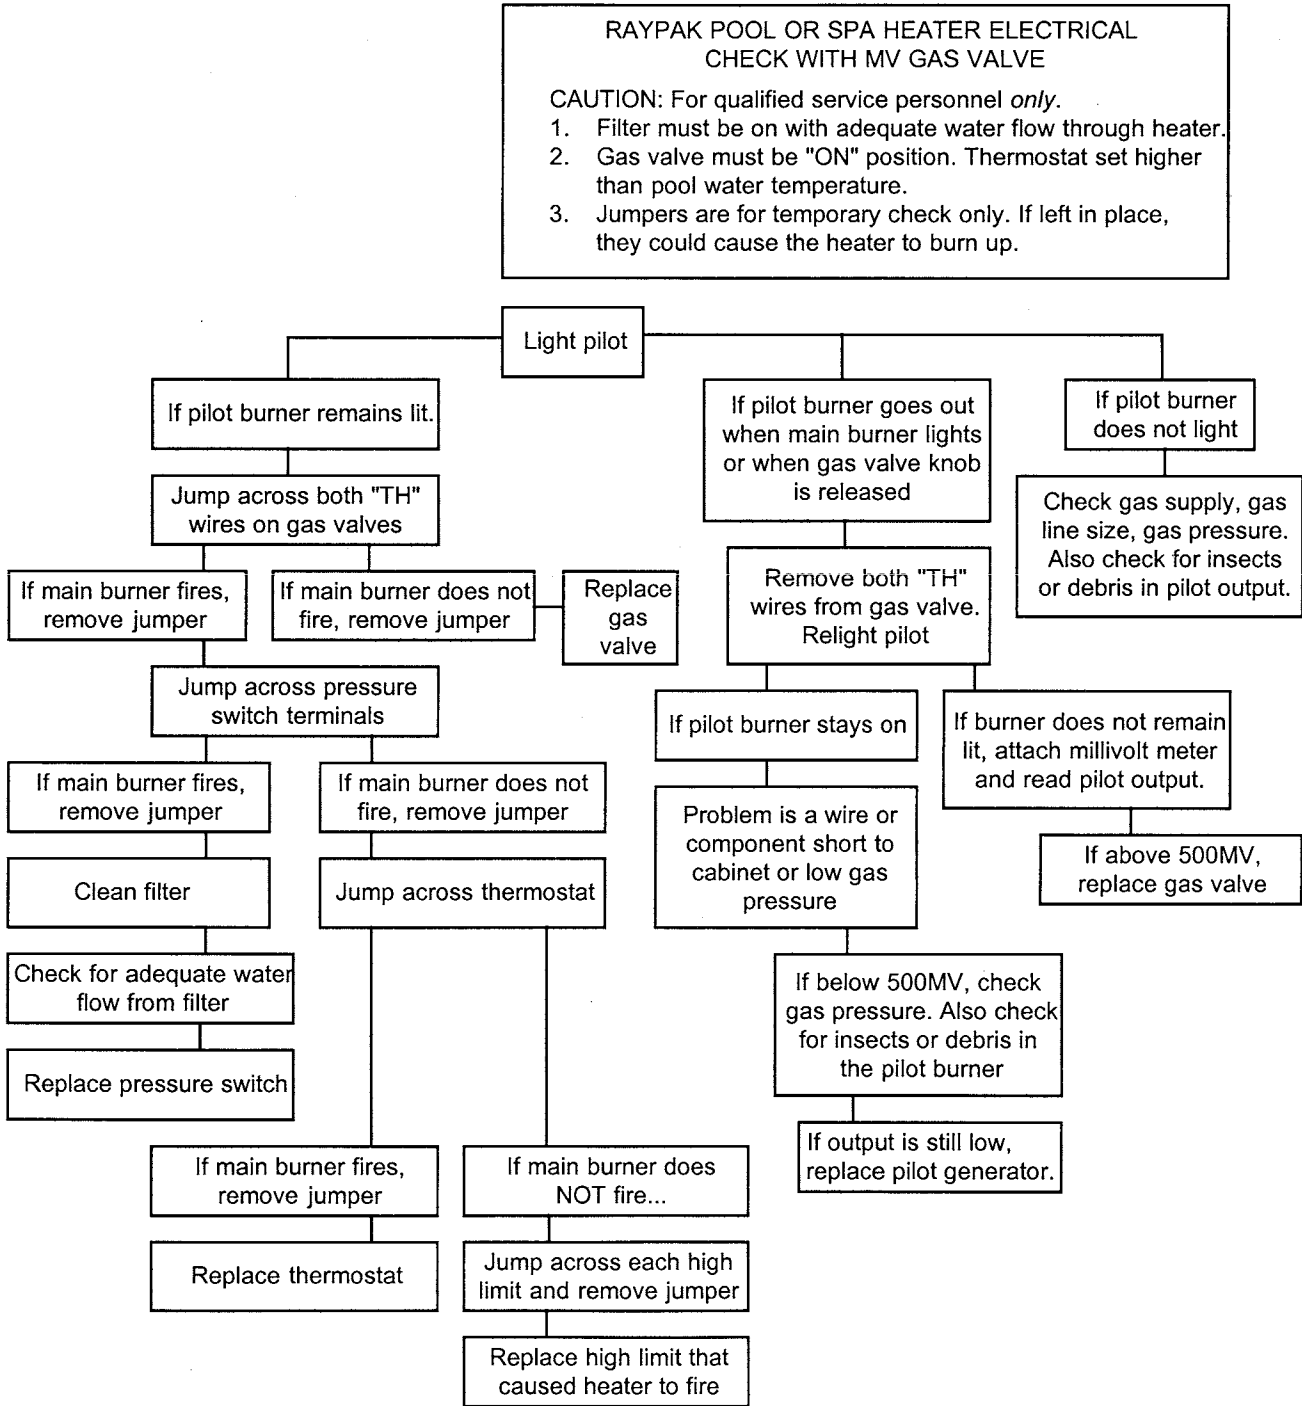 RAYPAK POOL OR SPA HEATER ELECTRICAL
CHECK WITH MV GAS VALVE
CAUTION: For qualified service personnel only.
1. Filter must be on with adequate water flow through heater.
2. Gas valve must be "ON" position. Thermostat set higher
than pool water temperature.
3. Jumpers are for temporary check only. If left in place,
they could cause the heater to burn up.
Light pilot
If pilot burner remains lit.
Jump across both "TH"
wires on gas valves
If main burner fires,
remove jumper
If main burner does not
fire, remove jumper
Replace
gas
valve
Jump across pressure
switch terminals
If main burner fires,
remove jumper
Clean filter
Check for adequate water
flow from filter
Replace pressure switch
If main burner does not
fire, remove jumper
Jump across thermostat
If main burner fires,
remove jumper
Replace thermostat
If main burner does
NOT fire...
Jump across each high
limit and remove jumper
Replace high limit that
caused heater to fire
If pilot burner goes out
when main burner lights
or when gas valve knob
is released
Remove both "TH"
wires from gas valve.
Relight pilot
If pilot burner stays on
Problem is a wire or
component short to
cabinet or low gas
pressure
If below 500MV, check
gas pressure. Also check
for insects or debris in
the pilot burner
If output is still low,
replace pilot generator.
If burner does not remain
lit, attach millivolt meter
and read pilot output.
If above 500MV,
replace gas valve
If pilot burner
does not light
Check gas supply, gas
line size, gas pressure.
Also check for insects
or debris in pilot output.